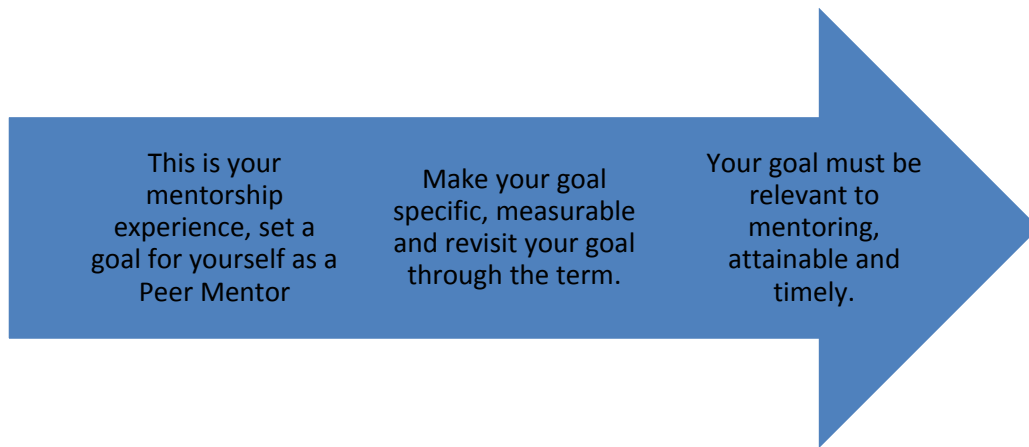 This is your
mentorship
experience, set a
goal for yourself as a
Peer Mentor
Make your goal
specific, measurable
and revisit your goal
through the term.
Your goal must be
relevant to
mentoring,
attainable and
timely.